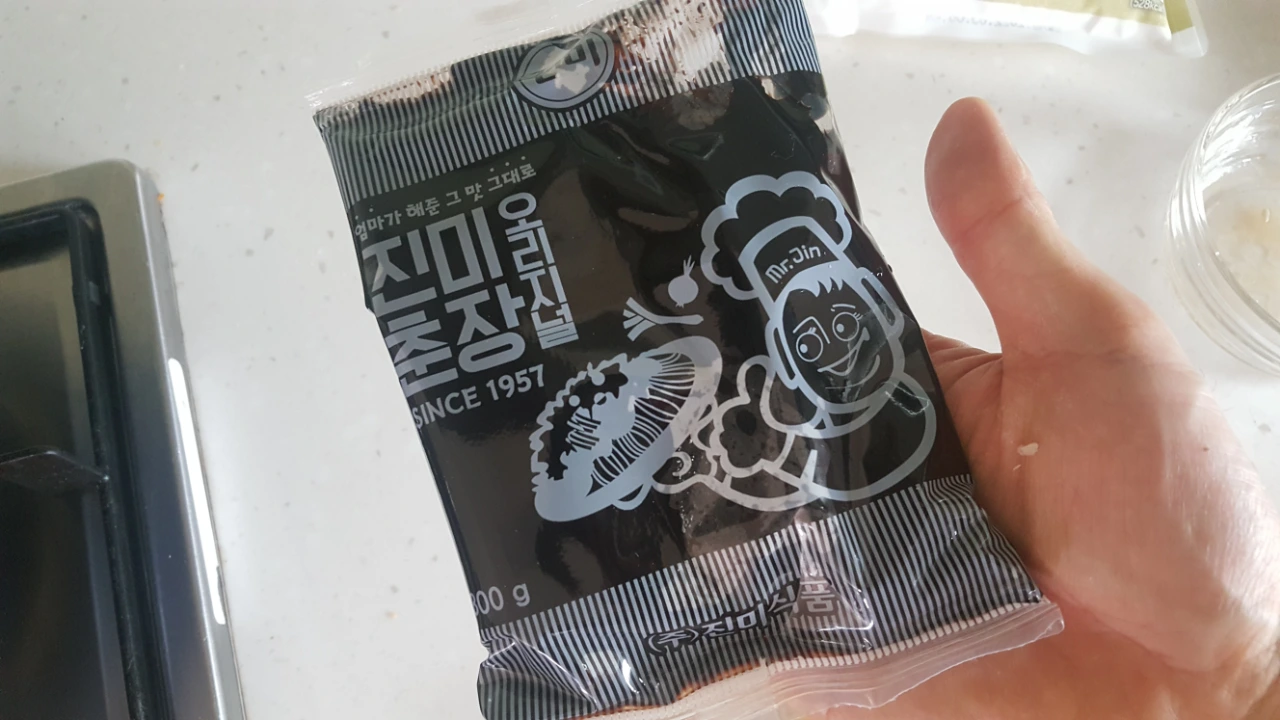 엄마가 해준 그 맛 그대로
진미
춘장
오리지널
SINCE 1957
Mr.Jin
300 g
(주)진미식품